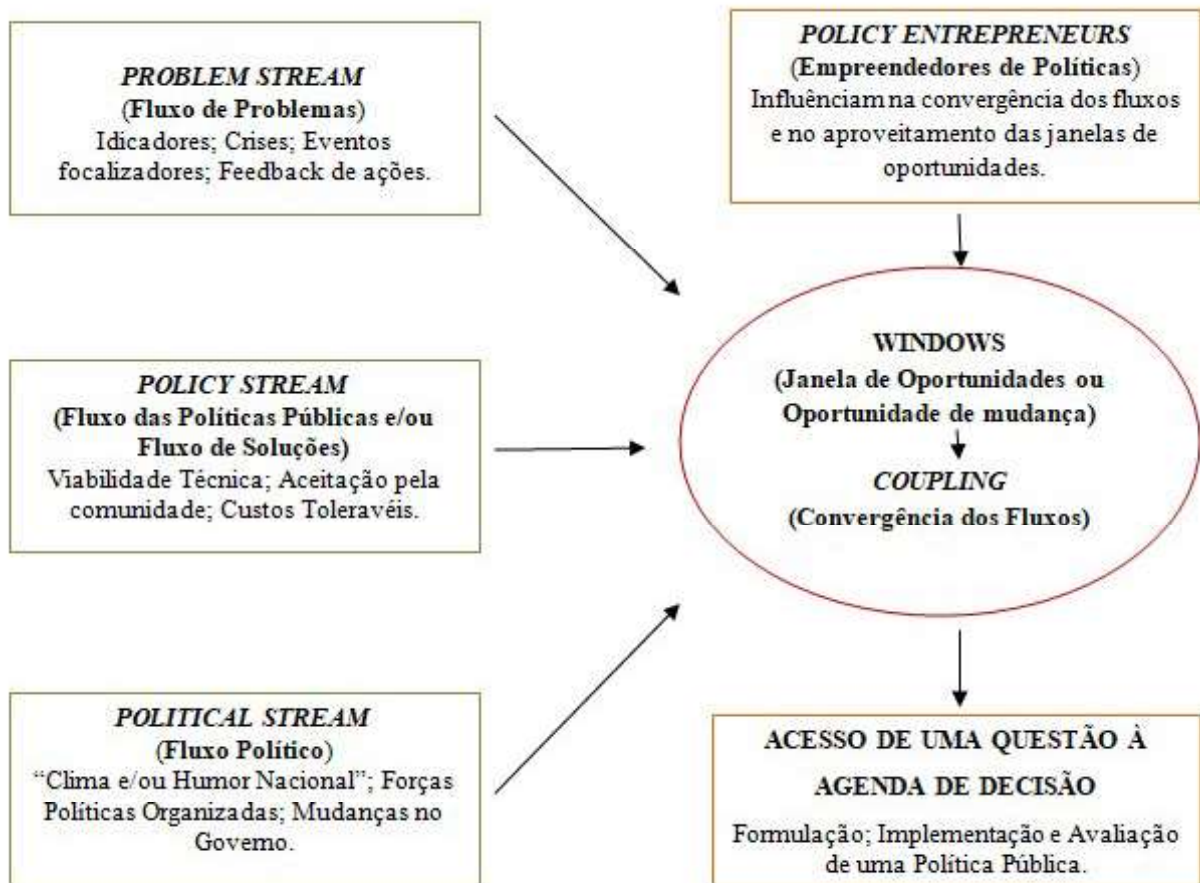 PROBLEM STREAM
(Fluxo de Problemas)
Idicadores; Crises; Eventos
focalizadores; Feedback de ações.
POLICY ENTREPRENEURS
(Empreendedores de Políticas)
Influênciam na convergência dos fluxos
e no aproveitamento das janelas de
oportunidades.
POLICY STREAM
(Fluxo das Políticas Públicas e/ou
Fluxo de Soluções)
Viabilidade Técnica; Aceitação pela
comunidade; Custos Toleravéis.
WINDOWS
(Janela de Oportunidades ou
Oportunidade de mudança)
COUPLING
(Convergência dos Fluxos)
POLITICAL STREAM
(Fluxo Político)
“Clima e/ou Humor Nacional”; Forças
Políticas Organizadas; Mudanças no
Governo.
ACESSO DE UMA QUESTÃO À
AGENDA DE DECISÃO
Formulação; Implementação e Avaliação
de uma Política Pública.